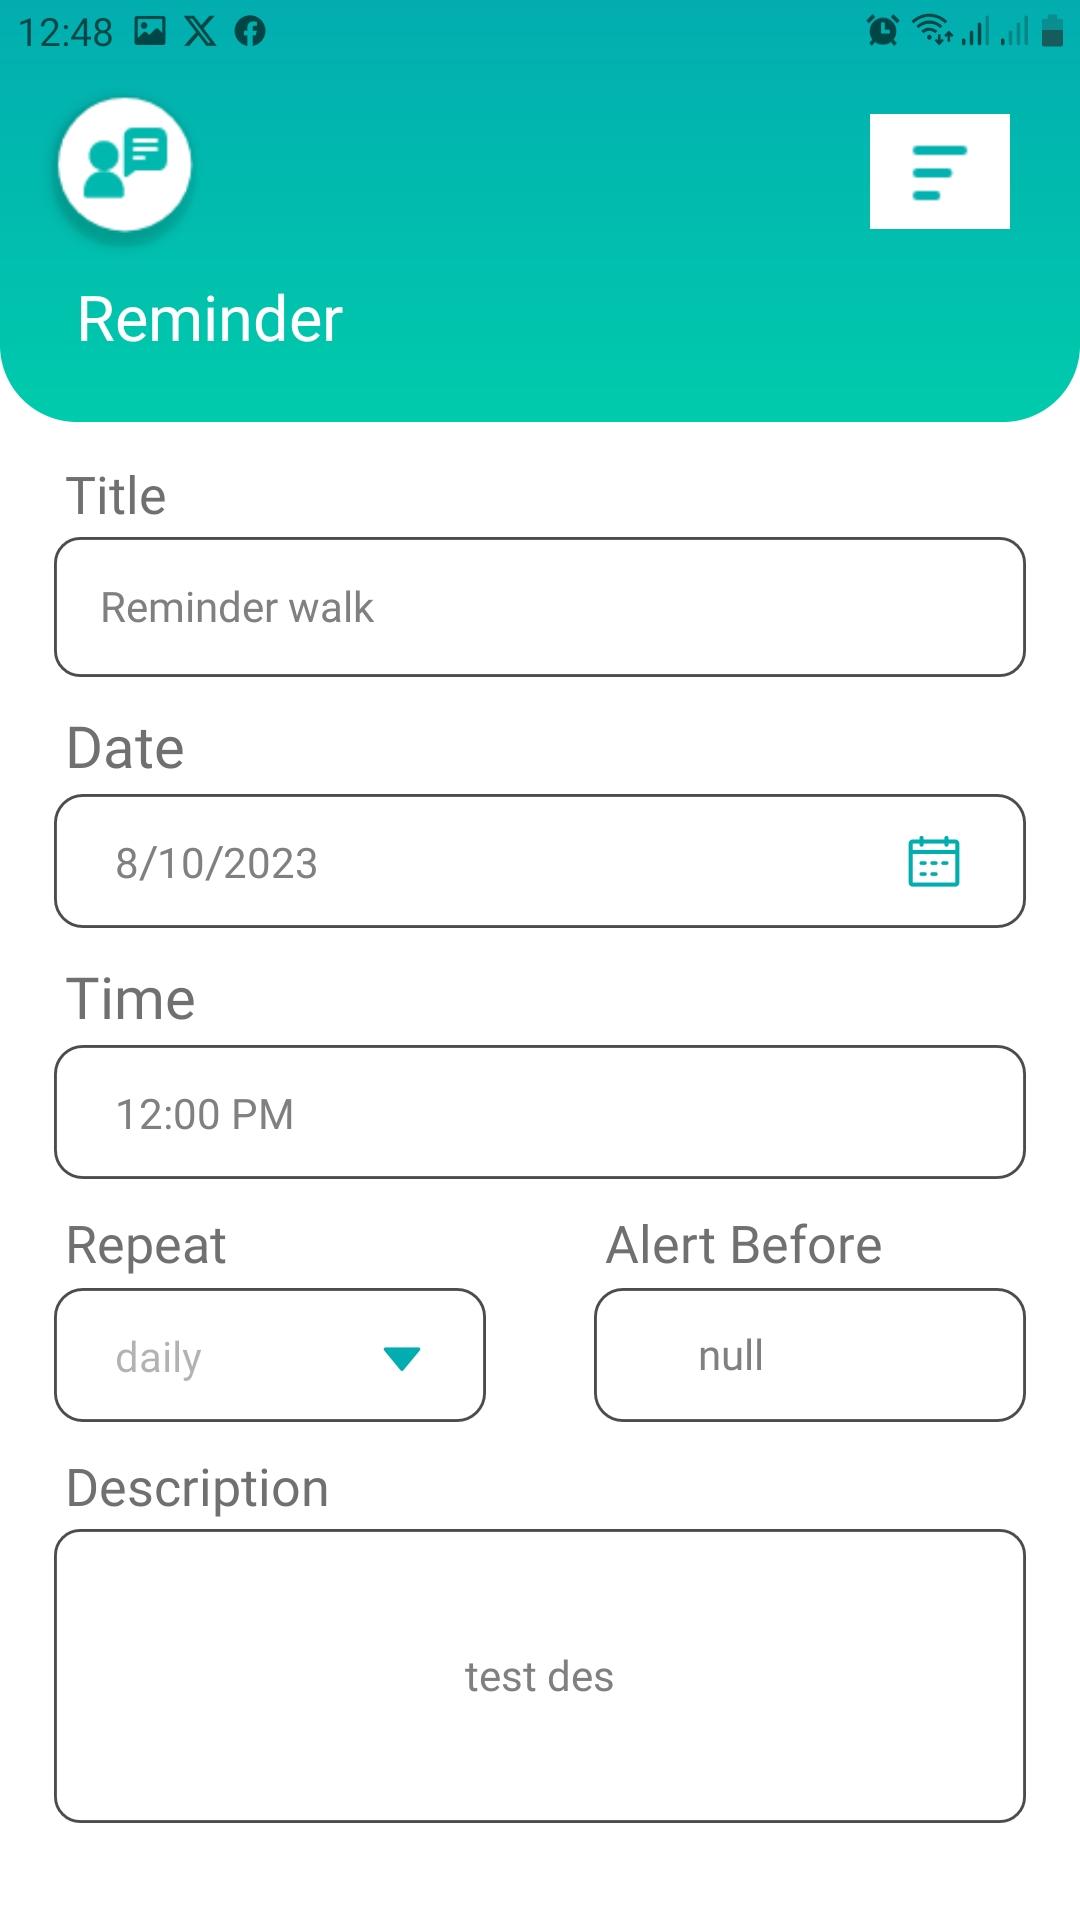 12:48
Reminder
Title
Reminder walk
Date
8/10/2023
Time
12:00 PM
Repeat
Alert Before
daily
null
Description
test des